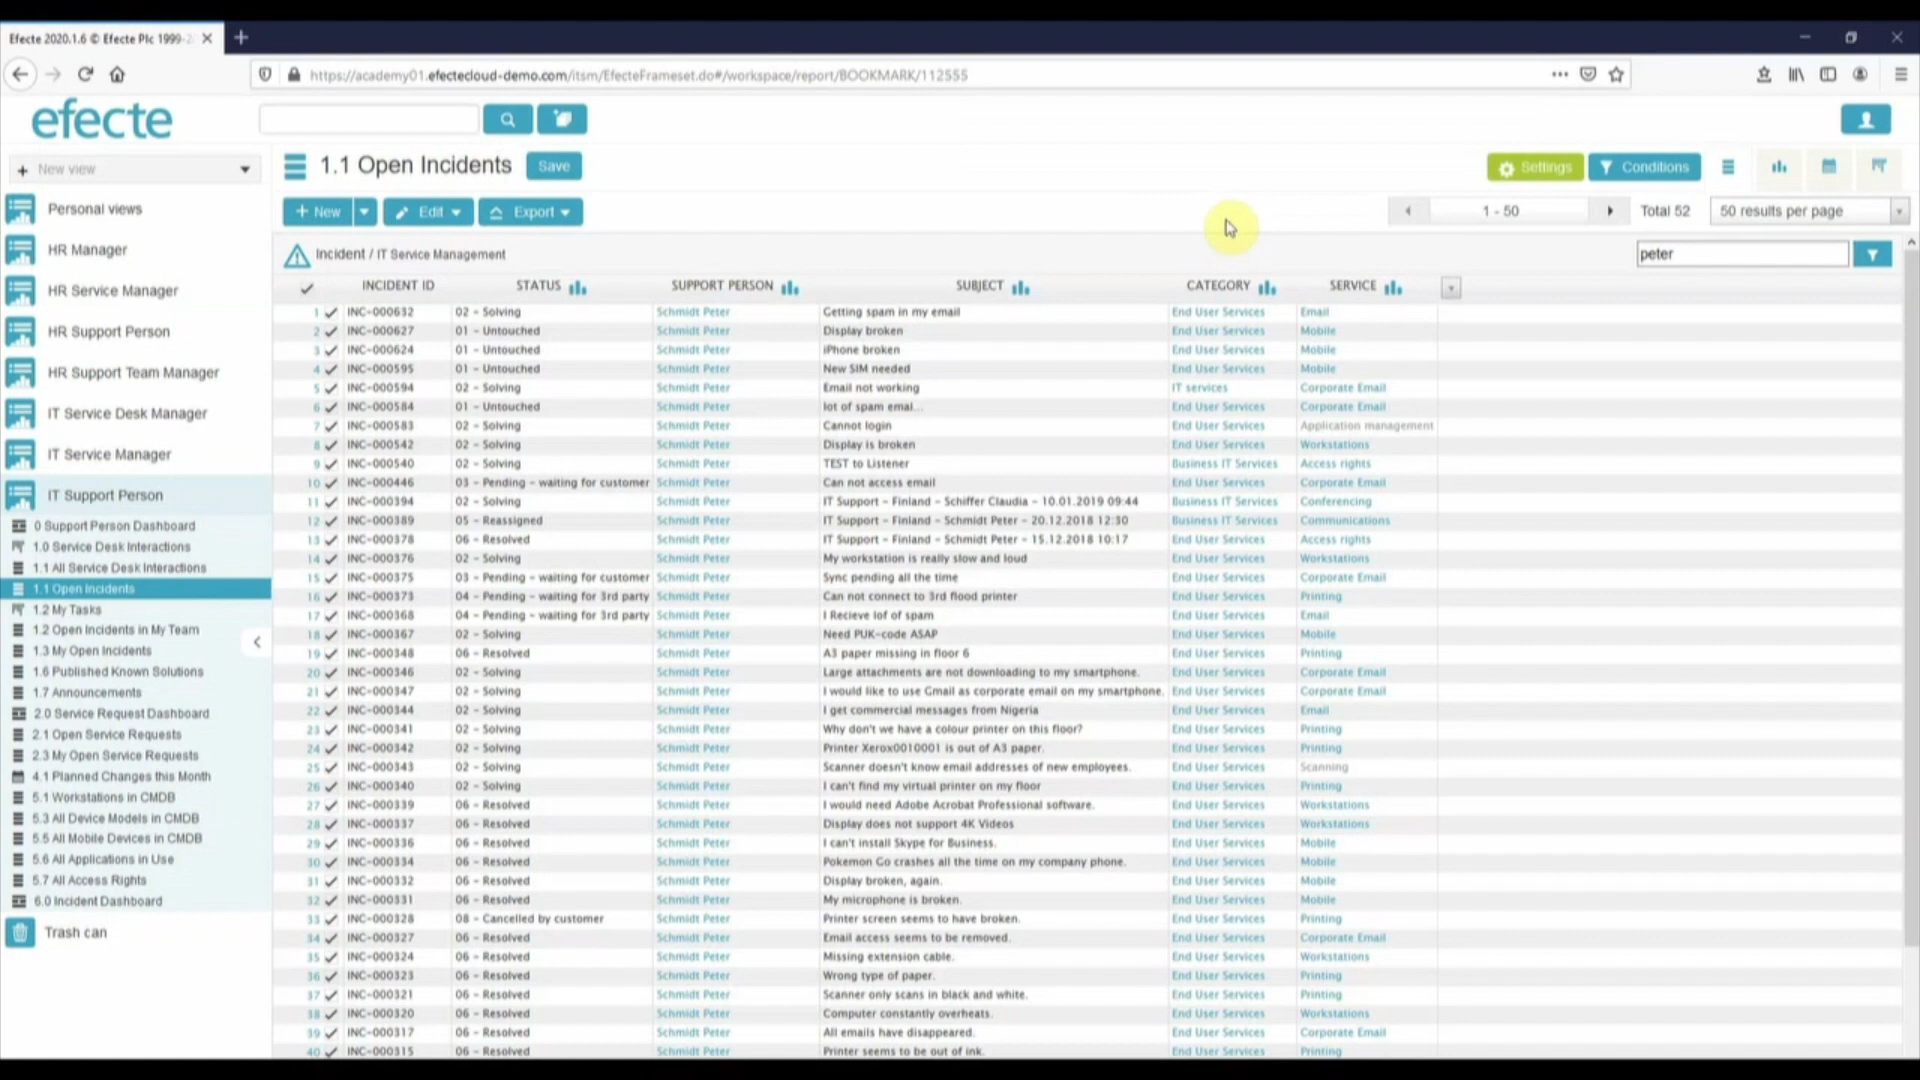 Efecte 2020.1.6 © Efecte Plc 1999-2
https://academy01.efectecloud-demo.com/itsm/EfecteFrameset.do#/workspace/report/BOOKMARK/112555
efecte
New view
1.1 Open Incidents Save Settings Conditions
New Edit Export 1 - 50 Total 52 50 results per page
Incident / IT Service Management peter
Personal views
HR Manager
HR Service Manager
HR Support Person
HR Support Team Manager
IT Service Desk Manager
IT Service Manager
IT Support Person
0 Support Person Dashboard
1.0 Service Desk Interactions
1.1 All Service Desk Interactions
1.1 Open Incidents
1.2 My Tasks
1.2 Open Incidents in My Team
1.3 My Open Incidents
1.6 Published Known Solutions
1.7 Announcements
2.0 Service Request Dashboard
2.1 Open Service Requests
2.3 My Open Service Requests
4.1 Planned Changes this Month
5.1 Workstations in CMDB
5.3 All Device Models in CMDB
5.5 All Mobile Devices in CMDB
5.6 All Applications in Use
5.7 All Access Rights
6.0 Incident Dashboard
Trash can
INCIDENT ID STATUS SUPPORT PERSON SUBJECT CATEGORY SERVICE
1 INC-000632 02 - Solving Schmidt Peter Getting spam in my email End User Services Email
2 INC-000627 01 - Untouched Schmidt Peter Display broken End User Services Mobile
3 INC-000624 01 - Untouched Schmidt Peter iPhone broken End User Services Mobile
4 INC-000595 01 - Untouched Schmidt Peter New SIM needed End User Services Mobile
5 INC-000594 02 - Solving Schmidt Peter Email not working IT services Corporate Email
6 INC-000584 01 - Untouched Schmidt Peter lot of spam emai... End User Services Corporate Email
7 INC-000583 02 - Solving Schmidt Peter Cannot login End User Services Application management
8 INC-000542 02 - Solving Schmidt Peter Display is broken End User Services Workstations
9 INC-000540 02 - Solving Schmidt Peter TEST to Listener Business IT Services Access rights
10 INC-000446 03 - Pending - waiting for customer Schmidt Peter Can not access email End User Services Corporate Email
11 INC-000394 02 - Solving Schmidt Peter IT Support - Finland - Schiffer Claudia - 10.01.2019 09:44 Business IT Services Conferencing
12 INC-000389 05 - Reassigned Schmidt Peter IT Support - Finland - Schmidt Peter - 20.12.2018 12:30 Business IT Services Communications
13 INC-000378 06 - Resolved Schmidt Peter IT Support - Finland - Schmidt Peter - 15.12.2018 10:17 End User Services Access rights
14 INC-000376 02 - Solving Schmidt Peter My workstation is really slow and loud End User Services Workstations
15 INC-000375 03 - Pending - waiting for customer Schmidt Peter Sync pending all the time End User Services Corporate Email
16 INC-000373 04 - Pending - waiting for 3rd party Schmidt Peter Can not connect to 3rd flood printer End User Services Printing
17 INC-000368 04 - Pending - waiting for 3rd party Schmidt Peter I Recieve lof of spam End User Services Email
18 INC-000367 02 - Solving Schmidt Peter Need PUK-code ASAP End User Services Mobile
19 INC-000348 06 - Resolved Schmidt Peter A3 paper missing in floor 6 End User Services Printing
20 INC-000346 02 - Solving Schmidt Peter Large attachments are not downloading to my smartphone. End User Services Corporate Email
21 INC-000347 02 - Solving Schmidt Peter I would like to use Gmail as corporate email on my smartphone. End User Services Corporate Email
22 INC-000344 02 - Solving Schmidt Peter I get commercial messages from Nigeria End User Services Email
23 INC-000341 02 - Solving Schmidt Peter Why don't we have a colour printer on this floor? End User Services Printing
24 INC-000342 02 - Solving Schmidt Peter Printer Xerox0010001 is out of A3 paper. End User Services Printing
25 INC-000343 02 - Solving Schmidt Peter Scanner doesn't know email addresses of new employees. End User Services Scanning
26 INC-000340 02 - Solving Schmidt Peter I can't find my virtual printer on my floor End User Services Printing
27 INC-000339 06 - Resolved Schmidt Peter I would need Adobe Acrobat Professional software. End User Services Workstations
28 INC-000337 06 - Resolved Schmidt Peter Display does not support 4K Videos End User Services Workstations
29 INC-000336 06 - Resolved Schmidt Peter I can't install Skype for Business. End User Services Mobile
30 INC-000334 06 - Resolved Schmidt Peter Pokemon Go crashes all the time on my company phone. End User Services Mobile
31 INC-000332 06 - Resolved Schmidt Peter Display broken, again. End User Services Mobile
32 INC-000331 06 - Resolved Schmidt Peter My microphone is broken. End User Services Mobile
33 INC-000328 08 - Cancelled by customer Schmidt Peter Printer screen seems to have broken. End User Services Printing
34 INC-000327 06 - Resolved Schmidt Peter Email access seems to be removed. End User Services Corporate Email
35 INC-000324 06 - Resolved Schmidt Peter Missing extension cable. End User Services Workstations
36 INC-000323 06 - Resolved Schmidt Peter Wrong type of paper. End User Services Printing
37 INC-000321 06 - Resolved Schmidt Peter Scanner only scans in black and white. End User Services Printing
38 INC-000320 06 - Resolved Schmidt Peter Computer constantly overheats. End User Services Workstations
39 INC-000317 06 - Resolved Schmidt Peter All emails have disappeared. End User Services Corporate Email
40 INC-000315 06 - Resolved Schmidt Peter Printer seems to be out of ink. End User Services Printing